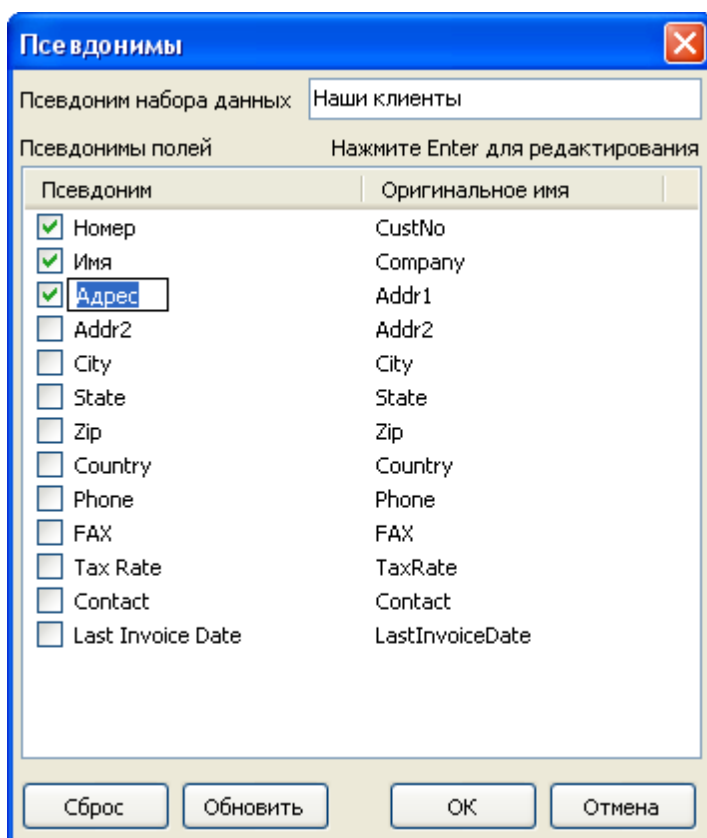 Псевдонимы
Псевдоним набора данных Наши клиенты
Псевдонимы полей Нажмите Enter для редактирования
Псевдоним Оригинальное имя
Номер CustNo
Имя Company
Адрес Addr1
Addr2 Addr2
City City
State State
Zip Zip
Country Country
Phone Phone
FAX FAX
Tax Rate TaxRate
Contact Contact
Last Invoice Date LastInvoiceDate
Сброс Обновить OK Отмена